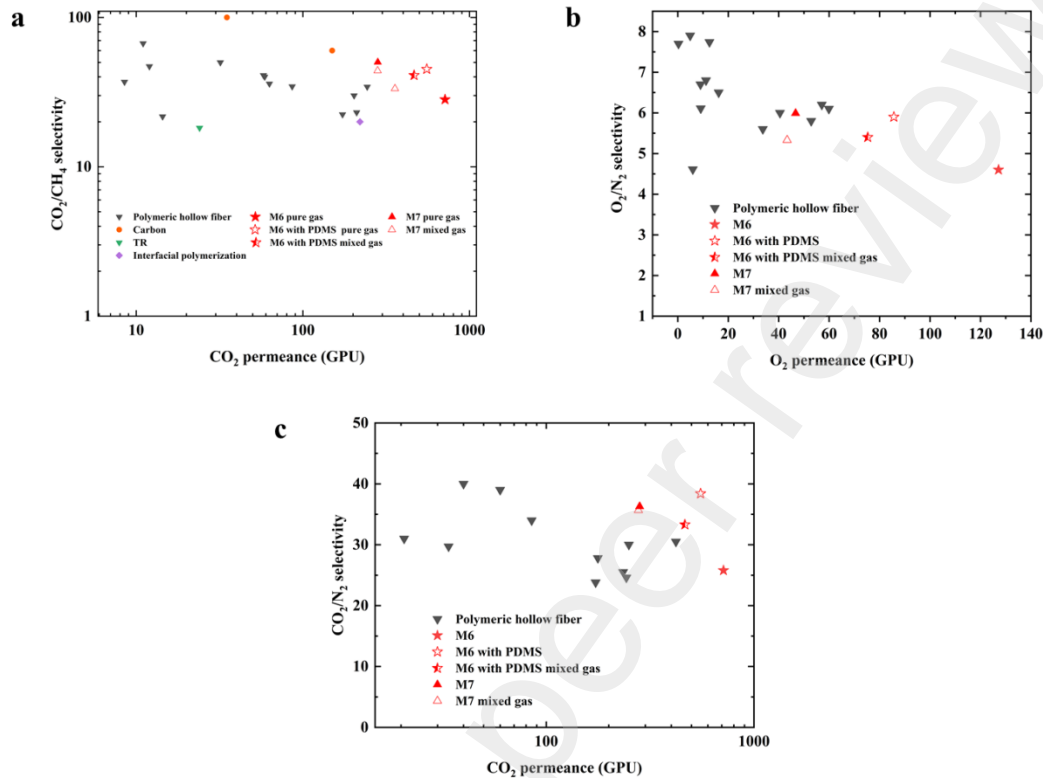 a
100
10
1
CO2/CH4 selectivity
Polymeric hollow fiber
Carbon
TR
Interfacial polymerization
M6 pure gas
M6 with PDMS pure gas
M6 with PDMS mixed gas
M7 pure gas
M7 mixed gas
10 100 1000
CO2 permeance (GPU)
b
8
7
6
5
4
3
2
1
O2/N2 selectivity
Polymeric hollow fiber
M6
M6 with PDMS
M6 with PDMS mixed gas
M7
M7 mixed gas
0 20 40 60 80 100 120 140
O2 permeance (GPU)
c
50
40
30
20
10
0
CO2/N2 selectivity
Polymeric hollow fiber
M6
M6 with PDMS
M6 with PDMS mixed gas
M7
M7 mixed gas
100 1000
CO2 permeance (GPU)
peer review